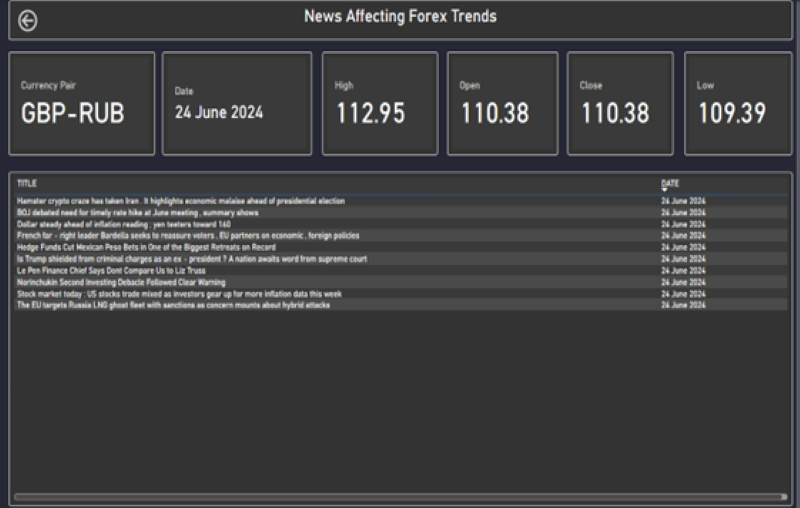 News Affecting Forex Trends
Currency Pair
GBP-RUB
Date
24 June 2024
High
112.95
Open
110.38
Close
110.38
Low
109.39
TITLE DATE
Hamster crypto craze has taken Iran . It highlights economic malaise ahead of presidential election 24 June 2024
BOJ debated need for timely rate hike at June meeting , summary shows 24 June 2024
Dollar steady ahead of inflation reading ; yen teeters toward 160 24 June 2024
French far - right leader Bardella seeks to reassure voters , EU partners on economic , foreign policies 24 June 2024
Hedge Funds Cut Mexican Peso Bets in One of the Biggest Retreats on Record 24 June 2024
Is Trump shielded from criminal charges as an ex - president ? A nation awaits word from supreme court 24 June 2024
Le Pen Finance Chief Says Dont Compare Us to Liz Truss 24 June 2024
Norinchukin Second Investing Debacle Followed Clear Warning 24 June 2024
Stock market today : US stocks trade mixed as investors gear up for more inflation data this week 24 June 2024
The EU targets Russia LNG ghost fleet with sanctions as concern mounts about hybrid attacks 24 June 2024